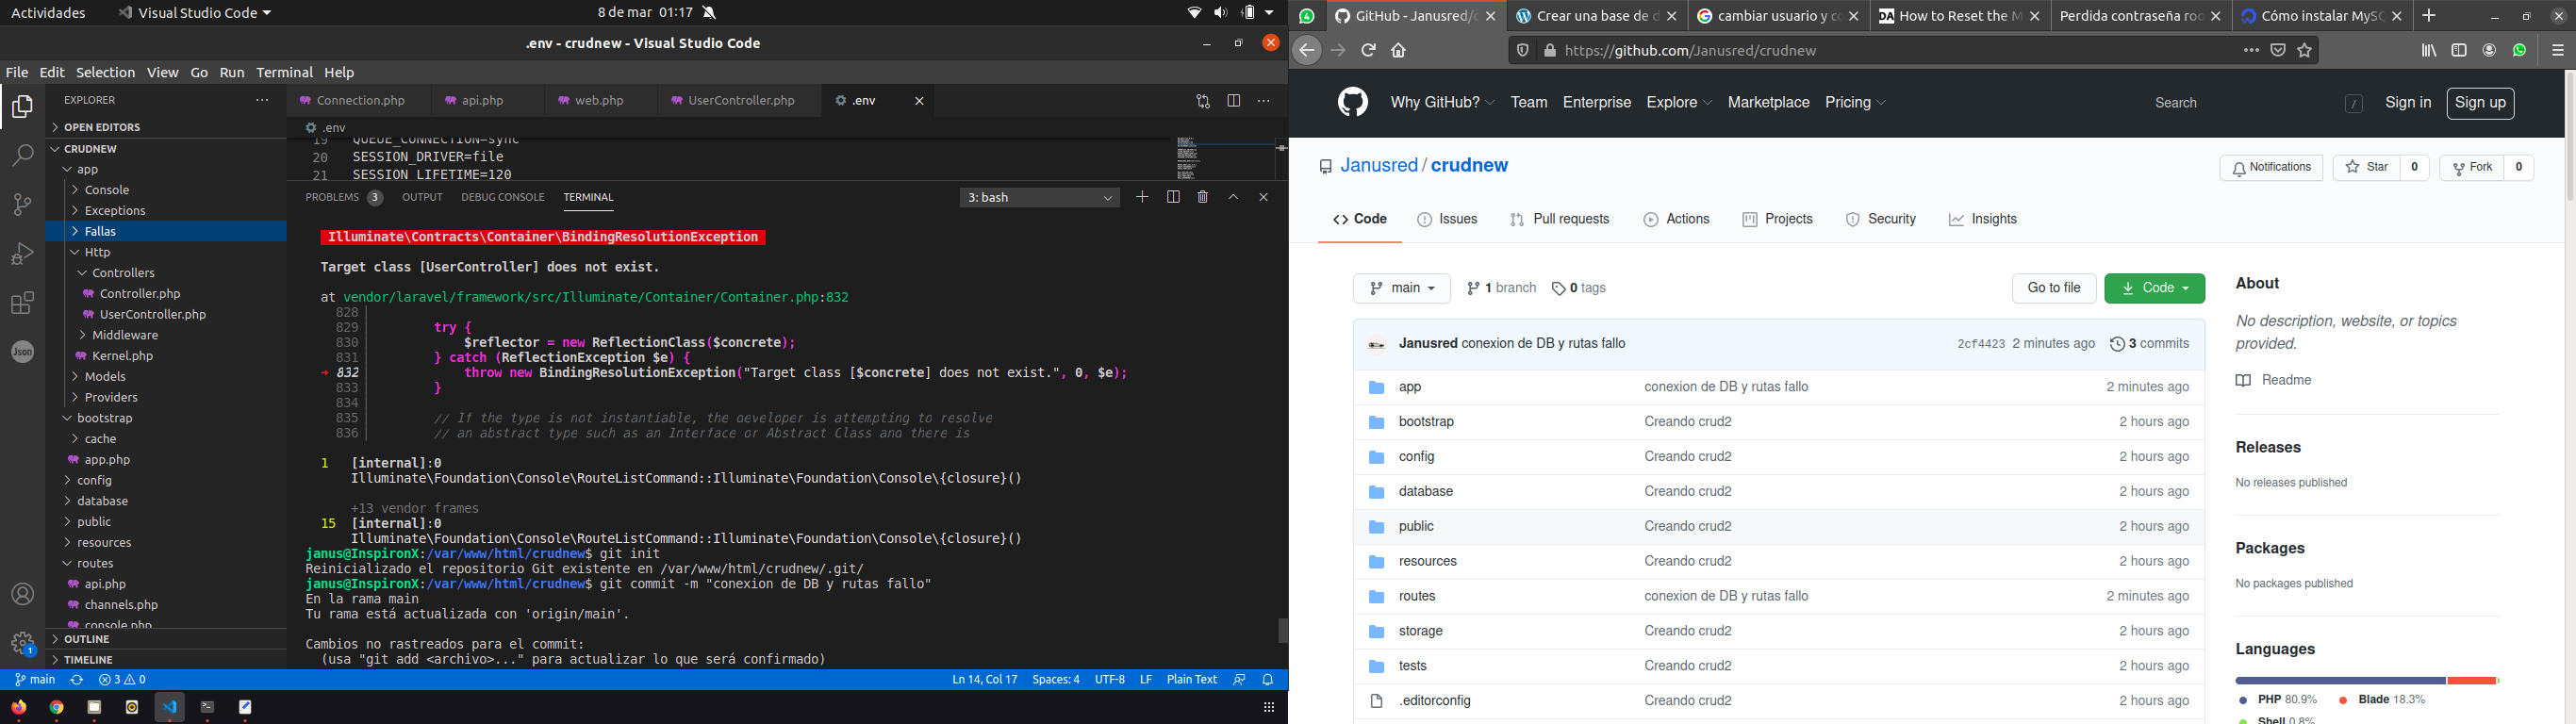 Actividades
Visual Studio Code
8 de mar 01:17
.env - crudnew - Visual Studio Code
File Edit Selection View Go Run Terminal Help
EXPLORER
OPEN EDITORS
CRUDNEW
app
Console
Exceptions
Fallas
Http
Controllers
Controller.php
UserController.php
Middleware
Kernel.php
Models
Providers
bootstrap
cache
app.php
config
database
public
resources
routes
api.php
channels.php
console.php
OUTLINE
TIMELINE
Json
1
Connection.php
api.php
web.php
UserController.php
.env
.env
19 QUEUE_CONNECTION=sync
20 SESSION_DRIVER=file
21 SESSION_LIFETIME=120
PROBLEMS 3 OUTPUT DEBUG CONSOLE TERMINAL
3: bash
Illuminate\Contracts\Container\BindingResolutionException
Target class [UserController] does not exist.
at vendor/laravel/framework/src/Illuminate/Container/Container.php:832
828
829 try {
830 $reflector = new ReflectionClass($concrete);
831 } catch (ReflectionException $e) {
832 throw new BindingResolutionException("Target class [$concrete] does not exist.", 0, $e);
833 }
834
835 // If the type is not instantiable, the developer is attempting to resolve
836 // an abstract type such as an Interface or Abstract Class and there is
1 [internal]:0
Illuminate\Foundation\Console\RouteListCommand::Illuminate\Foundation\Console\{closure}()
+13 vendor frames
15 [internal]:0
Illuminate\Foundation\Console\RouteListCommand::Illuminate\Foundation\Console\{closure}()
janus@InspironX:/var/www/html/crudnew$ git init
Reinicializado el repositorio Git existente en /var/www/html/crudnew/.git/
janus@InspironX:/var/www/html/crudnew$ git commit -m "conexion de DB y rutas fallo"
En la rama main
Tu rama está actualizada con 'origin/main'.
Cambios no rastreados para el commit:
(usa "git add <archivo>..." para actualizar lo que será confirmado)
main 3 0
Ln 14, Col 17 Spaces: 4 UTF-8 LF Plain Text
4
GitHub - Janusred/c
Crear una base de d
cambiar usuario y co
DA How to Reset the M
Perdida contraseña roo
Cómo instalar MySQ
https://github.com/Janusred/crudnew
Why GitHub? Team Enterprise Explore Marketplace Pricing
Search /
Sign in Sign up
Janusred / crudnew
Notifications Star 0 Fork 0
Code Issues Pull requests Actions Projects Security Insights
main 1 branch 0 tags
Go to file Code
Janusred conexion de DB y rutas fallo 2cf4423 2 minutes ago 3 commits
app conexion de DB y rutas fallo 2 minutes ago
bootstrap Creando crud2 2 hours ago
config Creando crud2 2 hours ago
database Creando crud2 2 hours ago
public Creando crud2 2 hours ago
resources Creando crud2 2 hours ago
routes conexion de DB y rutas fallo 2 minutes ago
storage Creando crud2 2 hours ago
tests Creando crud2 2 hours ago
.editorconfig Creando crud2 2 hours ago
About
No description, website, or topics
provided.
Readme
Releases
No releases published
Packages
No packages published
Languages
PHP 80.9% Blade 18.3%
Shell 0.8%